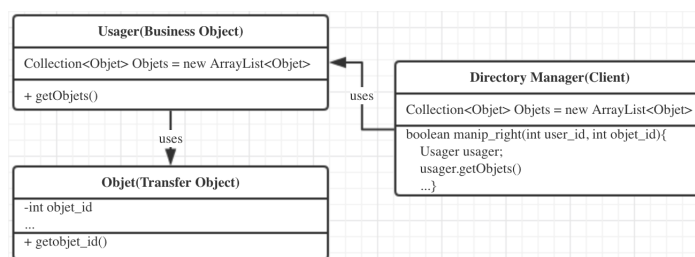 Usager(Business Object)
Collection<Objet> Objets = new ArrayList<Objet>
+ getObjets()
uses
Objet(Transfer Object)
-int objet_id
...
+ getobjet_id()
uses
Directory Manager(Client)
Collection<Objet> Objets = new ArrayList<Objet>
boolean manip_right(int user_id, int objet_id){
Usager usager;
usager.getObjets()
...}